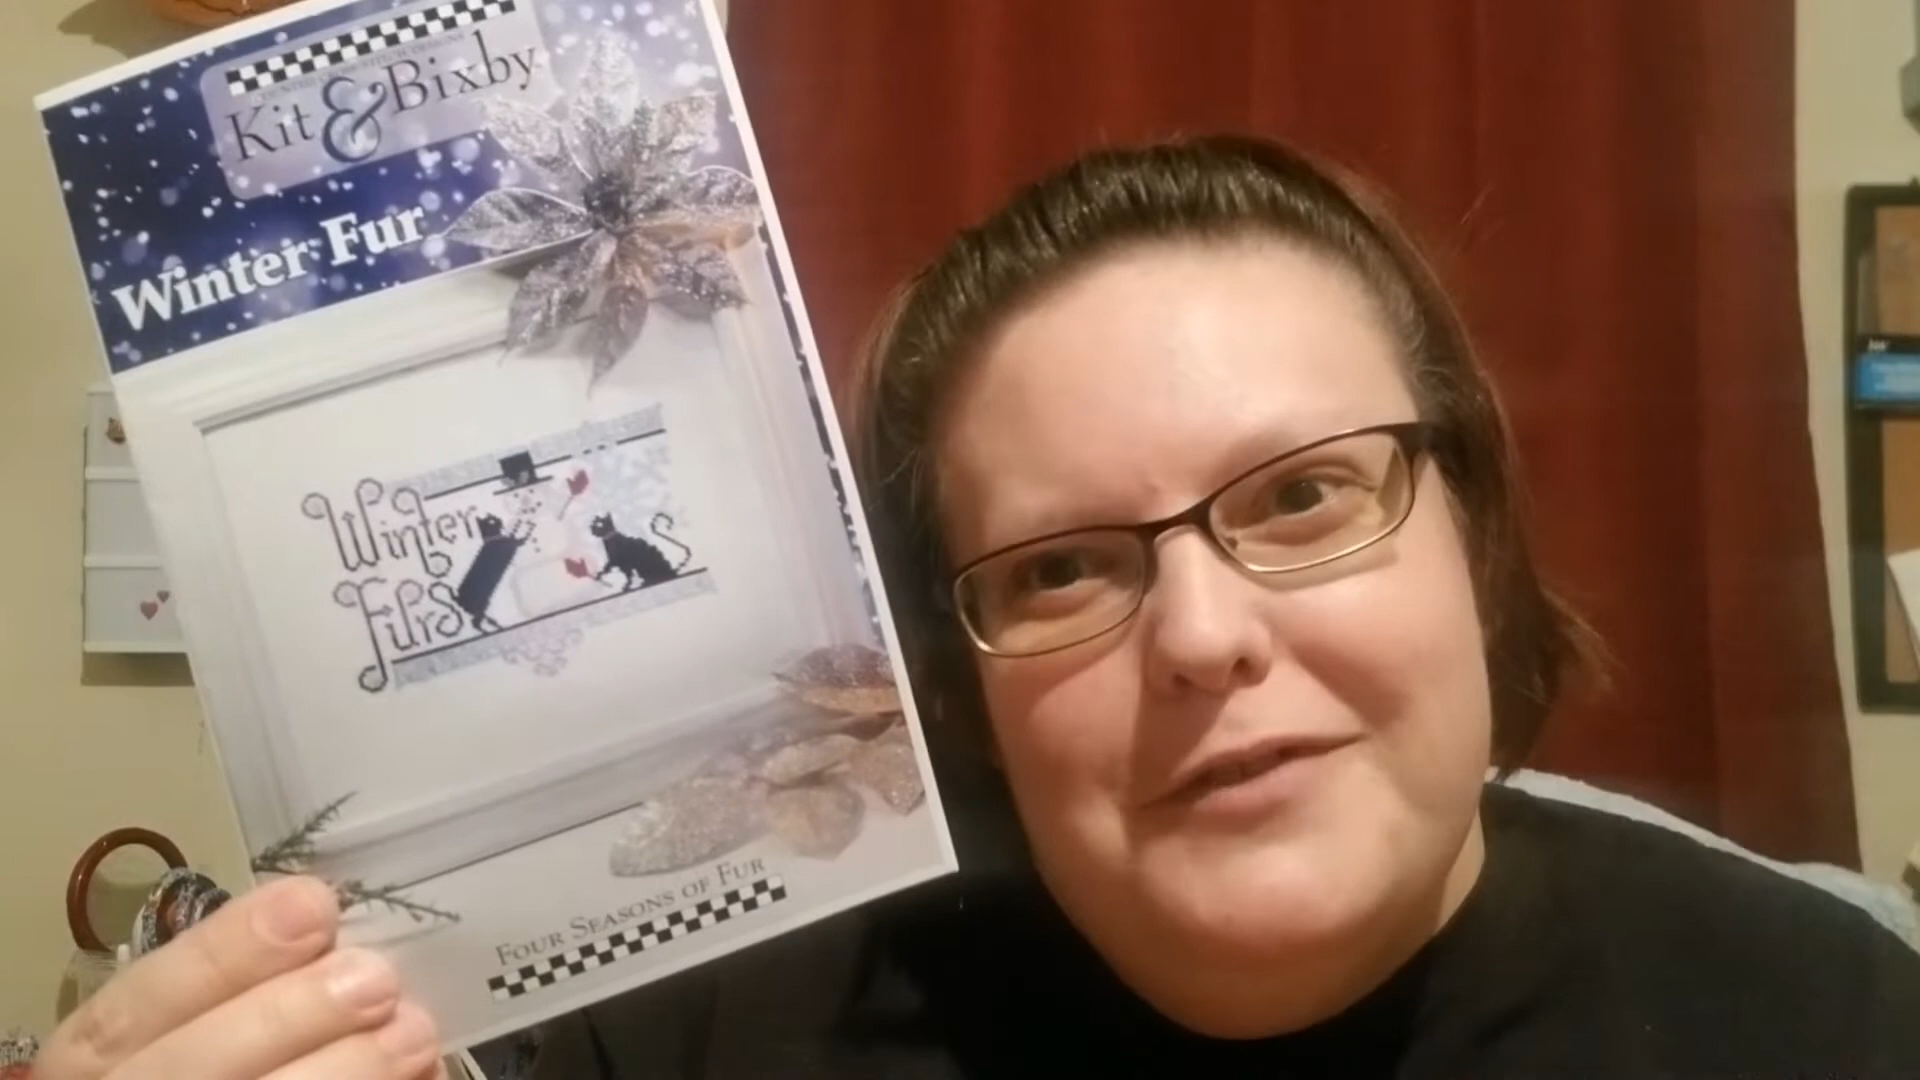 Kit & Bixby
Winter Fur
Winter
Furs
Four Seasons of Fur